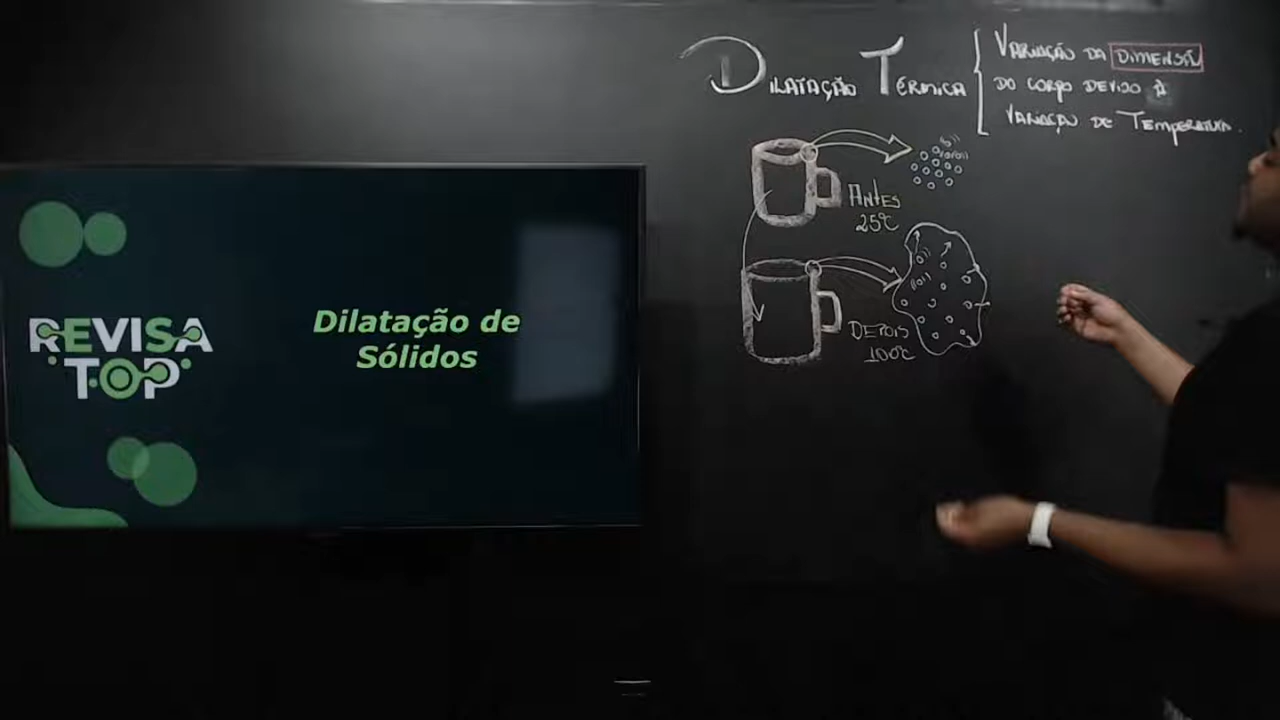 REVISA
TOP
Dilatação de
Sólidos
DILATAÇÃO TÉRMICA
VARIAÇÃO DA DIMENSÃ
DO CORPO DEVIDO À
VARIAÇÃO DE TEMPERATURA.
ANTES
25°C
DEPOIS
100°C